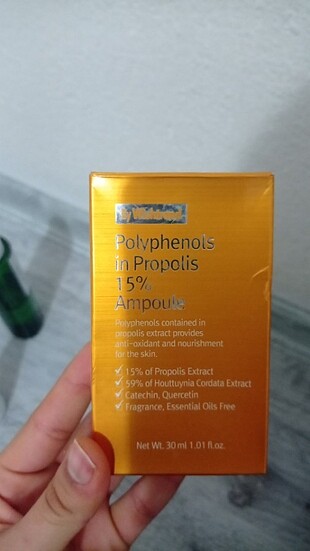 By Wishtrend
Polyphenols
in Propolis
15%
Ampoule
Polyphenols contained in
propolis extract provides
anti-oxidant and nourishment
for the skin.
15% of Propolis Extract
59% of Houttuynia Cordata Extract
Catechin, Quercetin
Fragrance, Essential Oils Free
Net Wt. 30 ml 1.01 fl.oz.